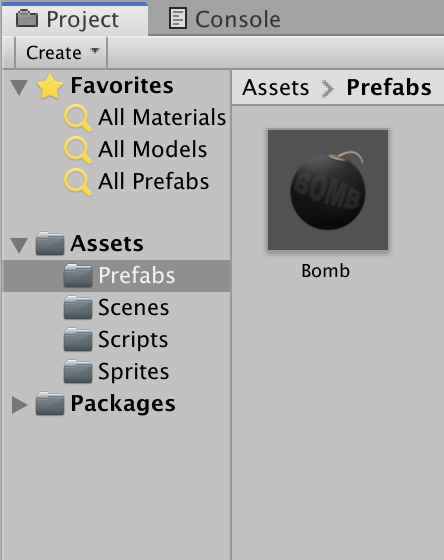 Project
Console
Create
Favorites
All Materials
All Models
All Prefabs
Assets
Prefabs
Scenes
Scripts
Sprites
Packages
Assets Prefabs
BOMB
Bomb